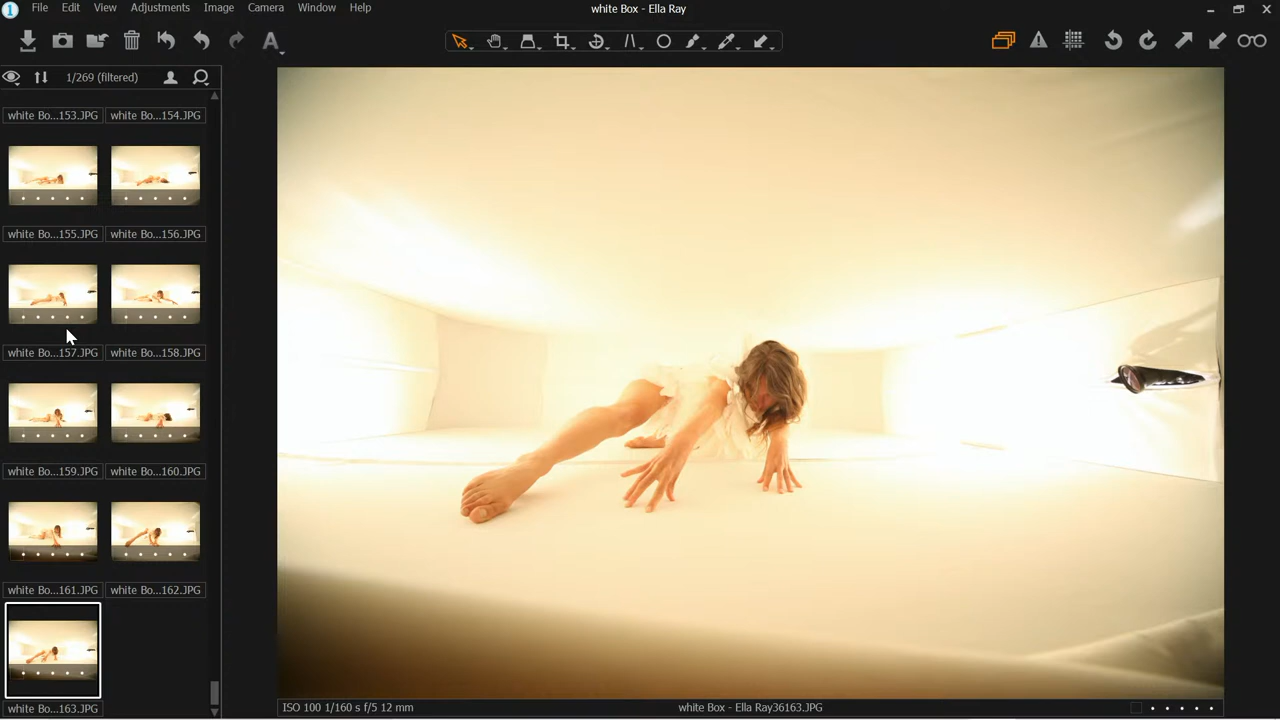 File Edit View Adjustments Image Camera Window Help
white Box - Ella Ray
1/269 (filtered)
white Bo...153.JPG white Bo...154.JPG
white Bo...155.JPG white Bo...156.JPG
white Bo...157.JPG white Bo...158.JPG
white Bo...159.JPG white Bo...160.JPG
white Bo...161.JPG white Bo...162.JPG
white Bo...163.JPG
ISO 100 1/160 s f/5 12 mm
white Box - Ella Ray36163.JPG